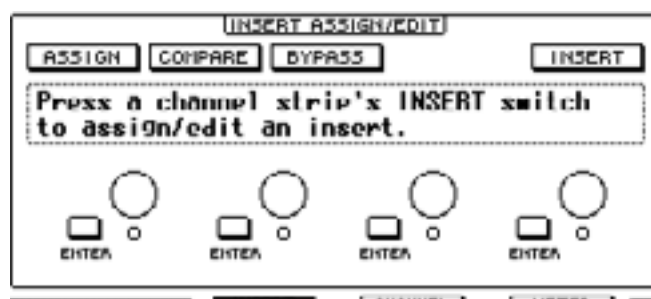 INSERT ASSIGN/EDIT
ASSIGN COMPARE BYPASS INSERT
Press a channel strip's INSERT switch
to assign/edit an insert.
ENTER ENTER ENTER ENTER